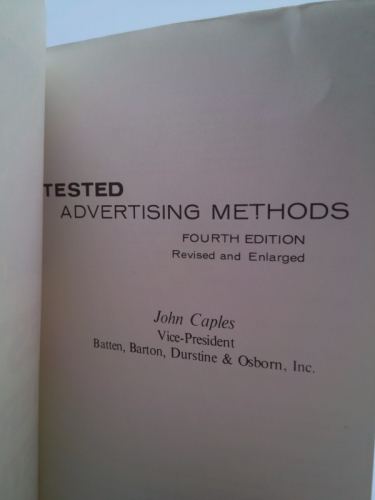 TESTED
ADVERTISING METHODS
FOURTH EDITION
Revised and Enlarged
John Caples
Vice-President
Batten, Barton, Durstine & Osborn, Inc.